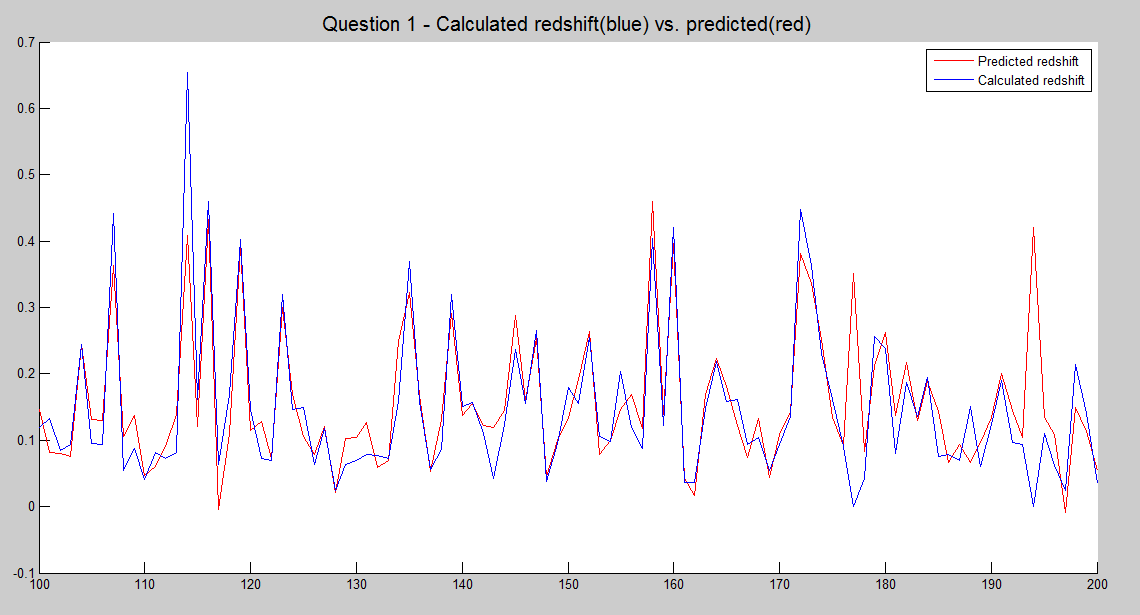 Question 1 - Calculated redshift(blue) vs. predicted(red)
Predicted redshift
Calculated redshift
0.7
0.6
0.5
0.4
0.3
0.2
0.1
0
-0.1
100 110 120 130 140 150 160 170 180 190 200